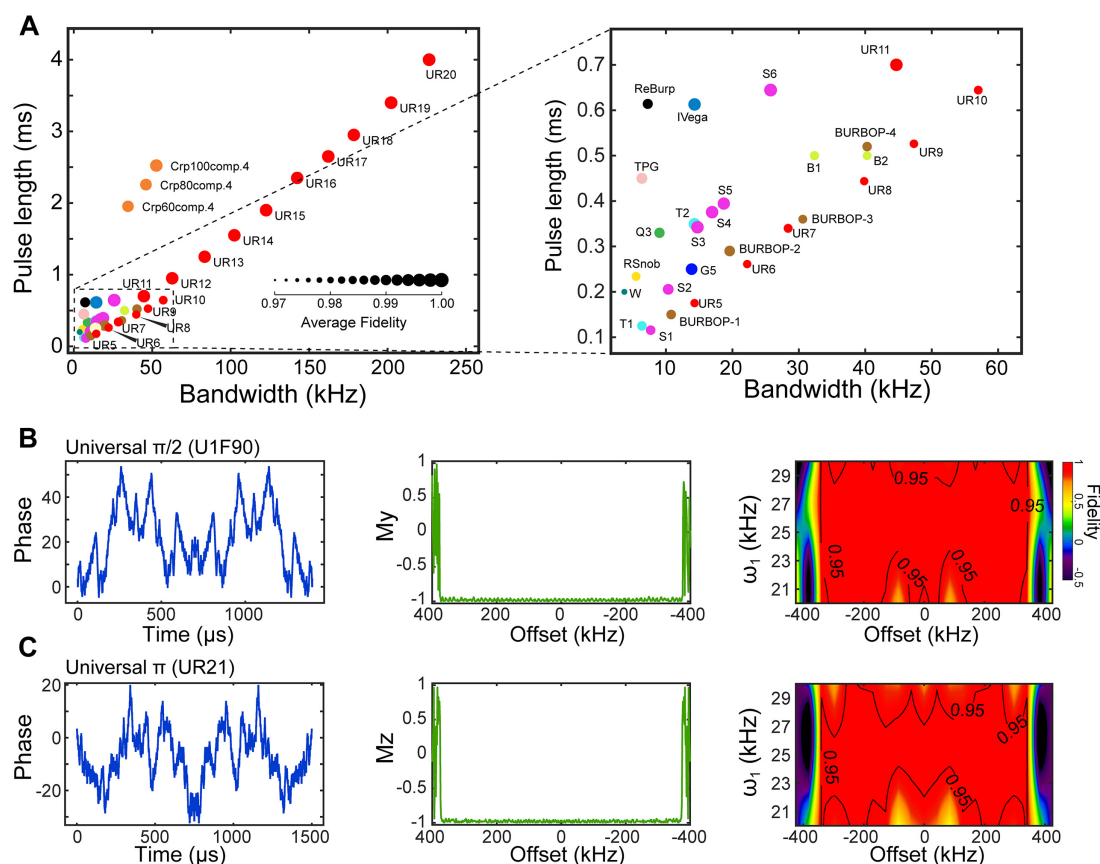 A
Pulse length (ms)
4
3
2
1
0
0 50 100 150 200 250
Bandwidth (kHz)
UR20
UR19
UR18
UR17
UR16
UR15
UR14
UR13
UR12
UR11
UR10
UR8
UR7
UR6
UR5
Crp100comp.4
Crp80comp.4
Crp60comp.4
0.97 0.98 0.99 1.00
Average Fidelity
Pulse length (ms)
0.7
0.6
0.5
0.4
0.3
0.2
0.1
10 20 30 40 50 60
Bandwidth (kHz)
UR11
S6
UR10
ReBurp
IVega
BURBOP-4
UR9
B1
B2
TPG
UR8
S5
S4
T2
S3
BURBOP-3
Q3
UR7
BURBOP-2
RSnob
G5
UR6
W
S2
UR5
BURBOP-1
T1
S1
B
Universal π/2 (U1F90)
Phase
40
20
0
0 500 1000
Time (µs)
My
1
0.5
0
-0.5
-1
400 200 0 -200 -400
Offset (kHz)
ω1 (kHz)
29
27
25
23
21
0.95
0.95
0.95
0.95
0.95
-400 -200 0 200 400
Offset (kHz)
1
0.5
0
-0.5
Fidelity
C
Universal π (UR21)
Phase
20
0
-20
0 500 1000 1500
Time (µs)
Mz
1
0.5
0
-0.5
-1
400 200 0 -200 -400
Offset (kHz)
ω1 (kHz)
29
27
25
23
21
0.95
0.95
0.95
0.95
-400 -200 0 200 400
Offset (kHz)